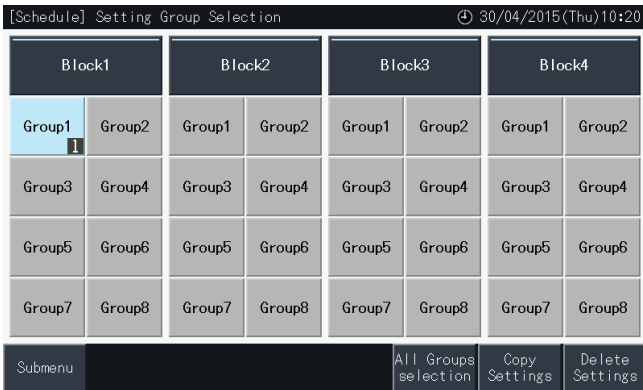 [Schedule] Setting Group Selection 30/04/2015(Thu)10:20
Block1 Block2 Block3 Block4
Group1 Group2 Group1 Group2 Group1 Group2 Group1 Group2
1
Group3 Group4 Group3 Group4 Group3 Group4 Group3 Group4
Group5 Group6 Group5 Group6 Group5 Group6 Group5 Group6
Group7 Group8 Group7 Group8 Group7 Group8 Group7 Group8
Submenu All Groups Copy Delete
selection Settings Settings